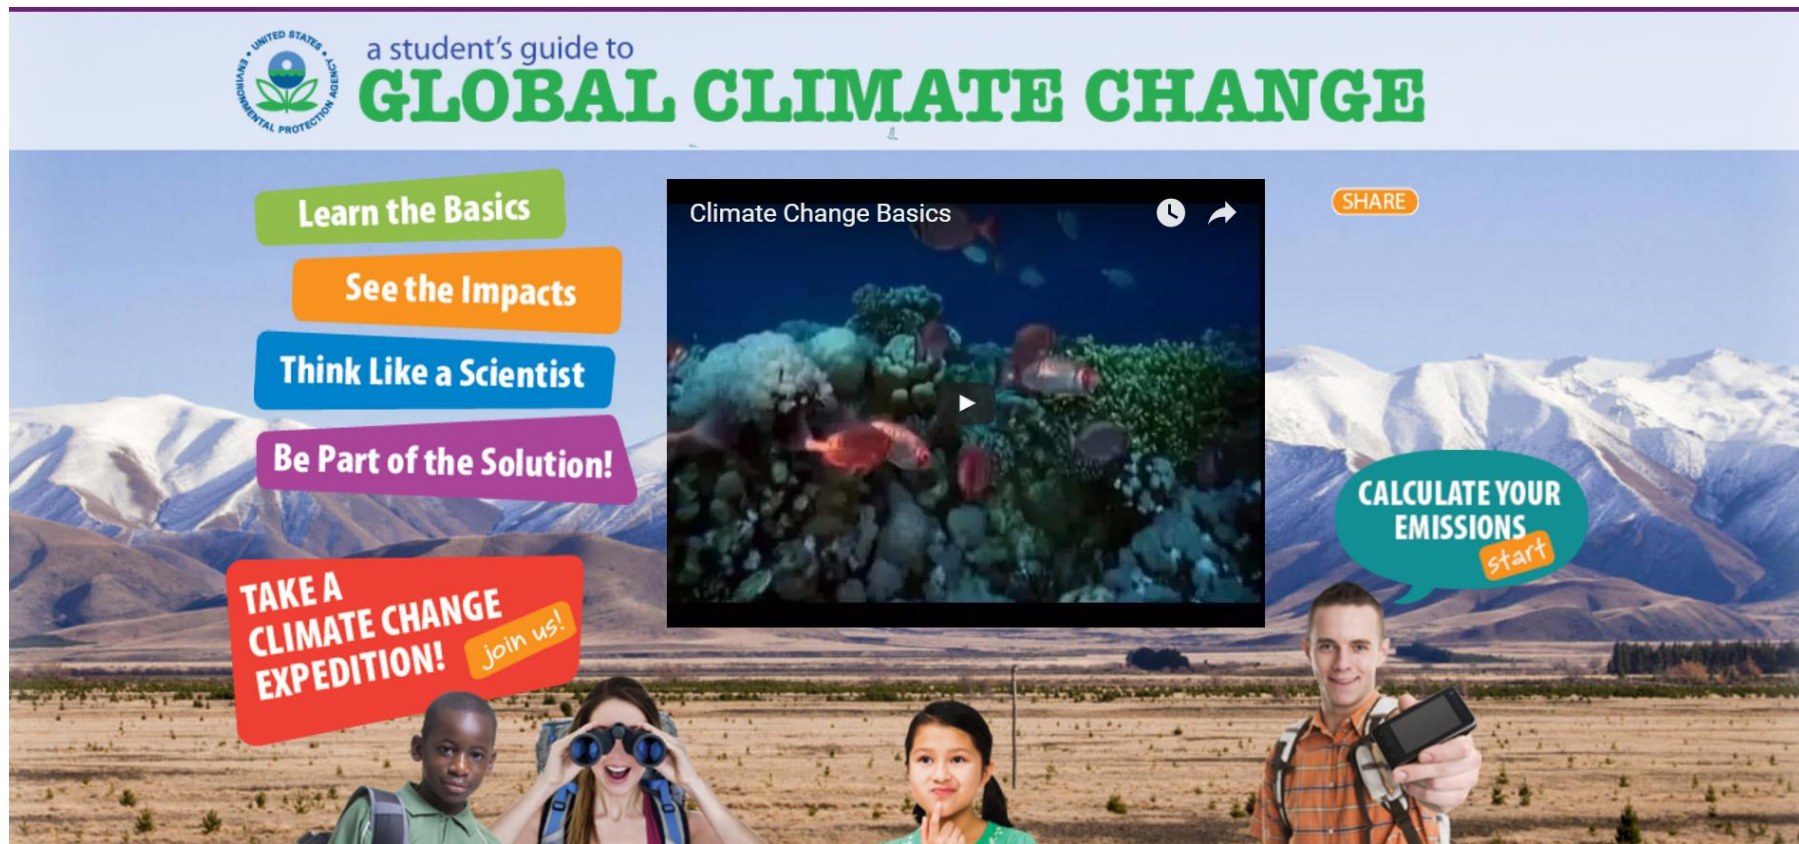 UNITED STATES
ENVIRONMENTAL PROTECTION AGENCY
a student's guide to
GLOBAL CLIMATE CHANGE
Learn the Basics
See the Impacts
Think Like a Scientist
Be Part of the Solution!
Climate Change Basics
SHARE
CALCULATE YOUR
EMISSIONS
start
TAKE A
CLIMATE CHANGE
EXPEDITION!
join us!